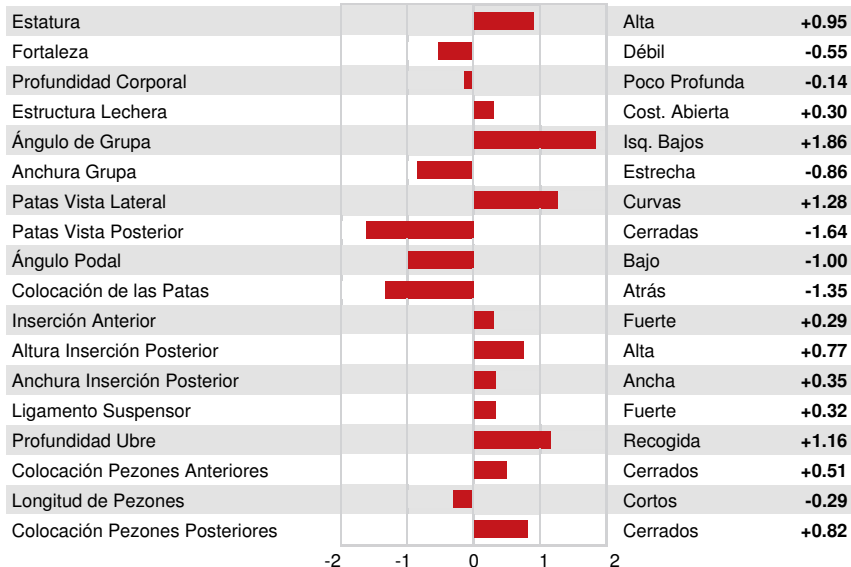 Estatura Alta +0.95
Fortaleza Débil -0.55
Profundidad Corporal Poco Profunda -0.14
Estructura Lechera Cost. Abierta +0.30
Ángulo de Grupa Isq. Bajos +1.86
Anchura Grupa Estrecha -0.86
Patas Vista Lateral Curvas +1.28
Patas Vista Posterior Cerradas -1.64
Ángulo Podal Bajo -1.00
Colocación de las Patas Atrás -1.35
Inserción Anterior Fuerte +0.29
Altura Inserción Posterior Alta +0.77
Anchura Inserción Posterior Ancha +0.35
Ligamento Suspensor Fuerte +0.32
Profundidad Ubre Recogida +1.16
Colocación Pezones Anteriores Cerrados +0.51
Longitud de Pezones Cortos -0.29
Colocación Pezones Posteriores Cerrados +0.82
-2 -1 0 1 2